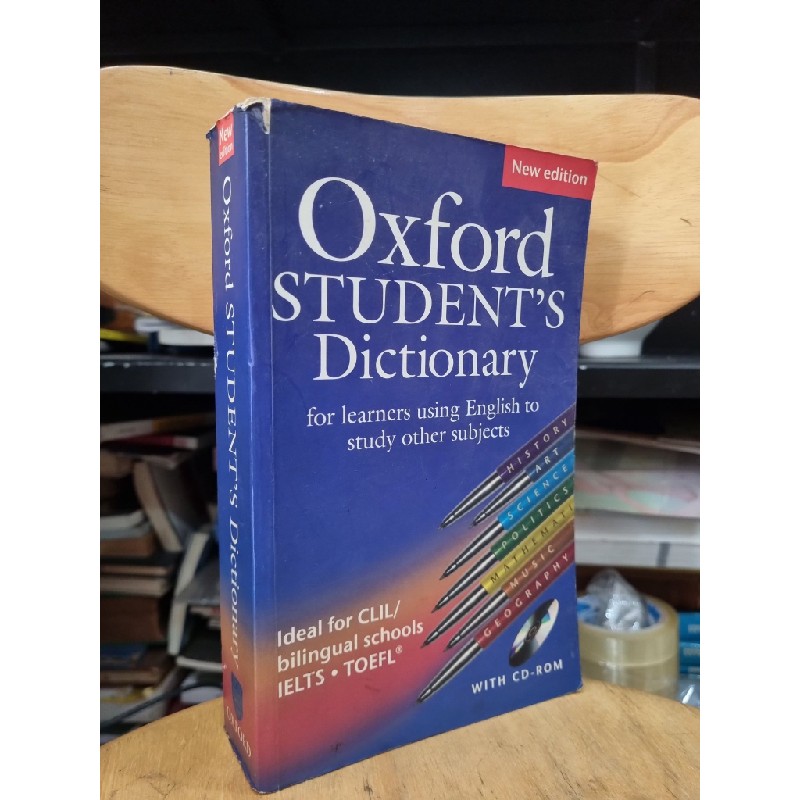 New edition
Oxford
STUDENT'S
Dictionary
for learners using English to
study other subjects
HISTORY
ART
SCIENCE
POLITICS
MATHEMATI
MUSIC
GEOGRAPHY
Ideal for CLIL/
bilingual schools
IELTS • TOEFL®
WITH CD-ROM
New
edition
Oxford STUDENT'S Dictionary
OXFORD